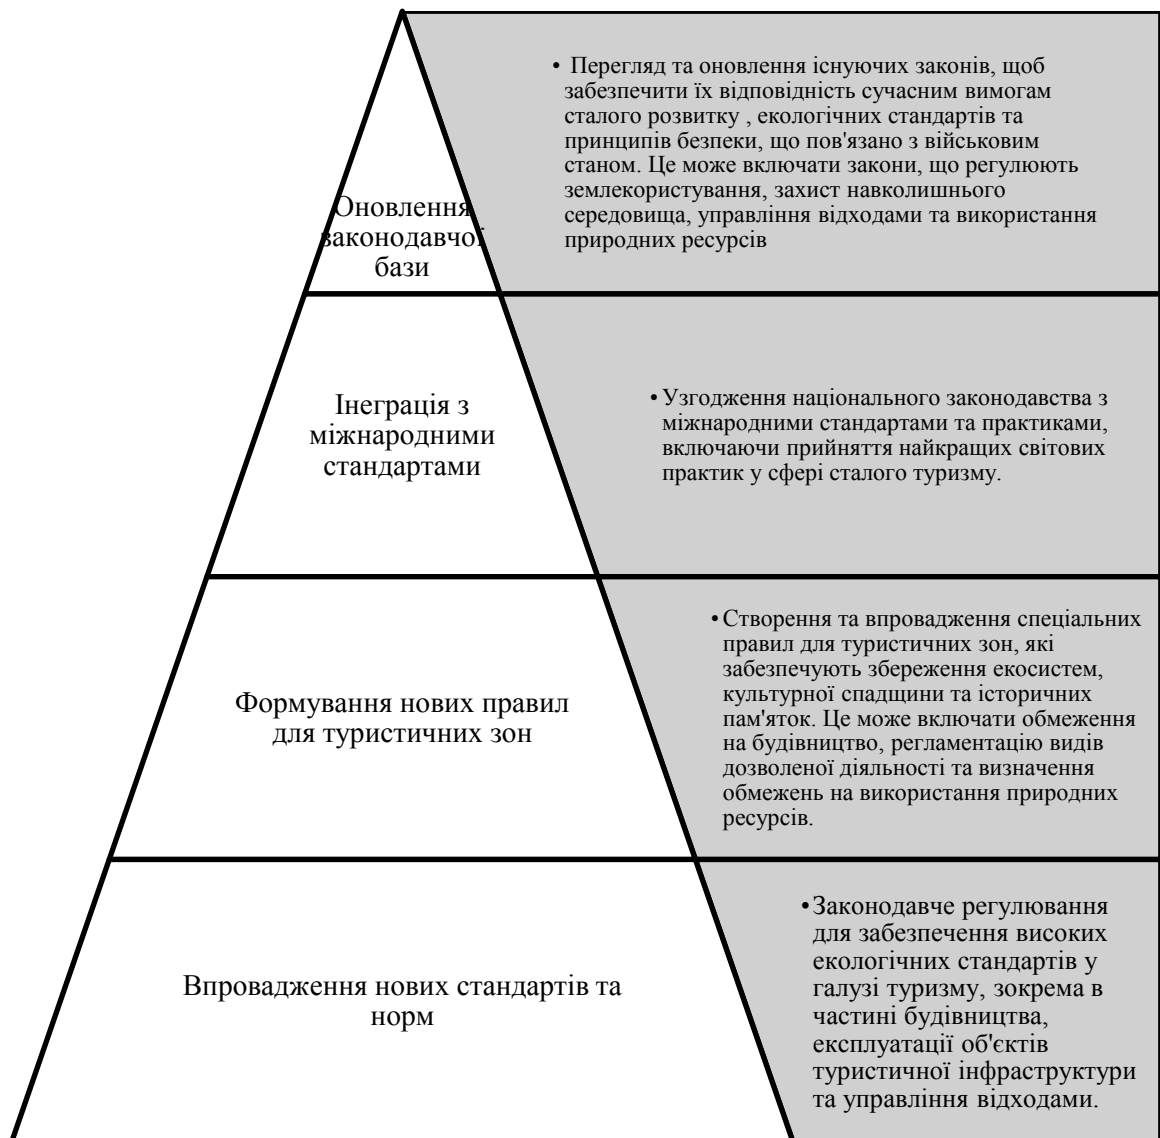 • Перегляд та оновлення існуючих законів, щоб
забезпечити їх відповідність сучасним вимогам
сталого розвитку , екологічних стандартів та
принципів безпеки, що пов'язано з військовим
станом. Це може включати закони, що регулюють
землекористування, захист навколишнього
середовища, управління відходами та використання
природних ресурсів
Оновлення
законодавчої
бази
Інеграція з
міжнародними
стандартами
• Узгодження національного законодавства з
міжнародними стандартами та практиками,
включаючи прийняття найкращих світових
практик у сфері сталого туризму.
Формування нових правил
для туристичних зон
• Створення та впровадження спеціальних
правил для туристичних зон, які
забезпечують збереження екосистем,
культурної спадщини та історичних
пам'яток. Це може включати обмеження
на будівництво, регламентацію видів
дозволеної діяльності та визначення
обмежень на використання природних
ресурсів.
Впровадження нових стандартів та
норм
• Законодавче регулювання
для забезпечення високих
екологічних стандартів у
галузі туризму, зокрема в
частині будівництва,
експлуатації об'єктів
туристичної інфраструктури
та управління відходами.